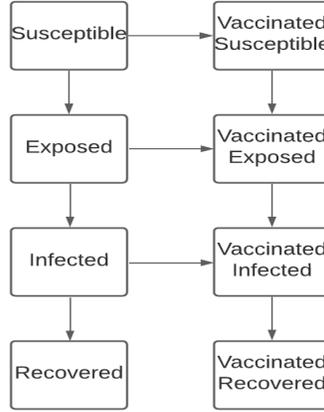 Susceptible
Vaccinated
Susceptible
Exposed
Vaccinated
Exposed
Infected
Vaccinated
Infected
Recovered
Vaccinated
Recovered